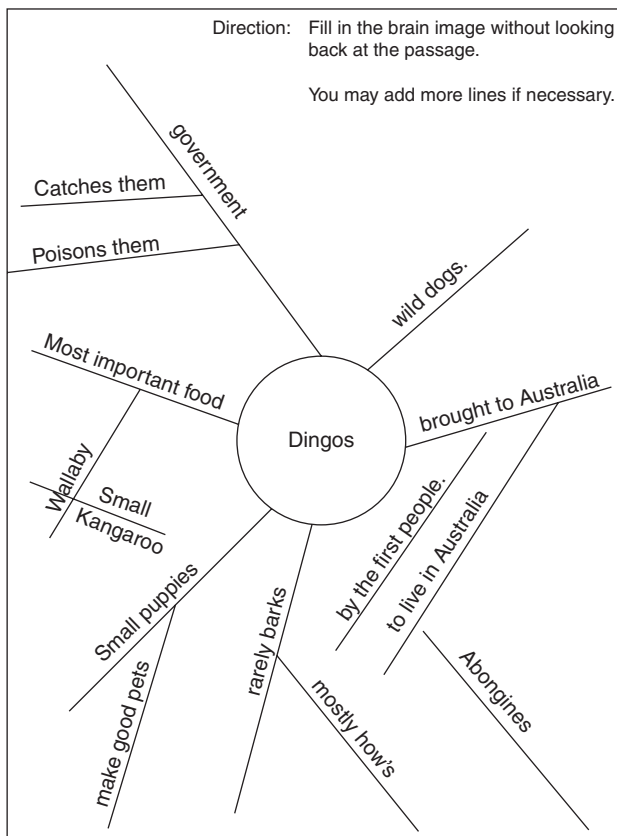 Direction: Fill in the brain image without looking
back at the passage.
You may add more lines if necessary.
government
Catches them
Poisons them
wild dogs.
Most important food
brought to Australia
Dingos
Wallaby
Small
Kangaroo
by the first people.
to live in Australia
Small puppies
rarely barks
Abongines
make good pets
mostly how's